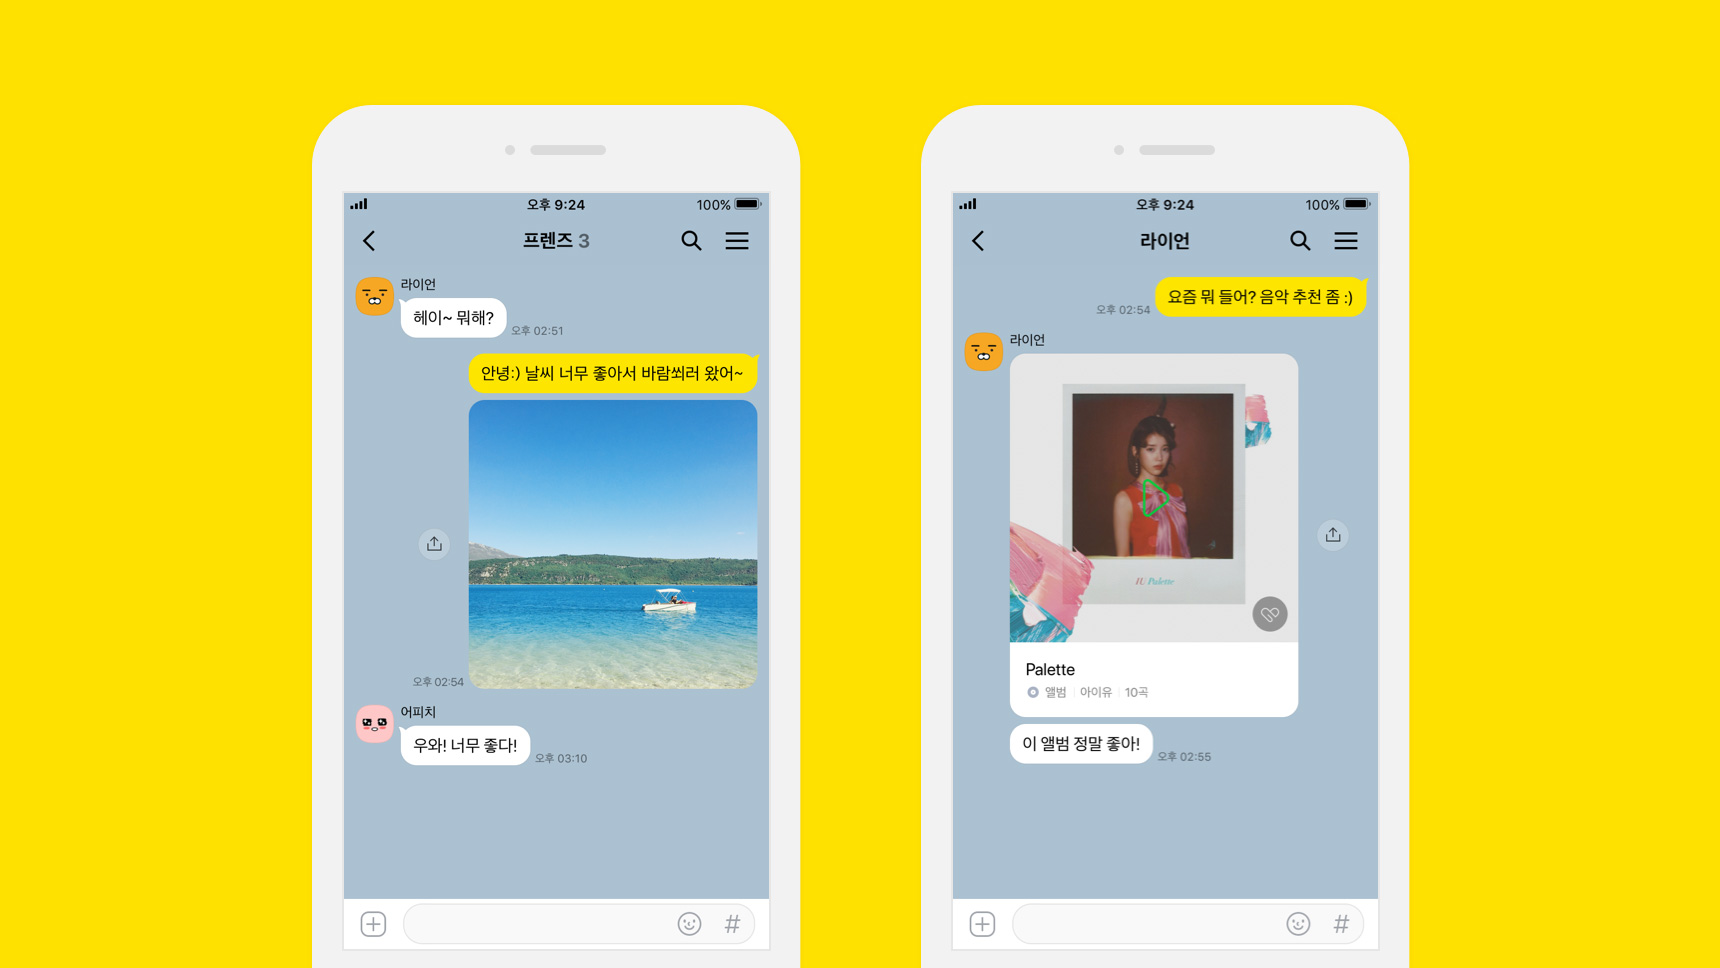 오후 9:24
100%
프렌즈 3
라이언
헤이~ 뭐해?
오후 02:51
안녕:) 날씨 너무 좋아서 바람쐬러 왔어~
오후 02:54
어피치
우와! 너무 좋다!
오후 03:10
#
오후 9:24
100%
라이언
요즘 뭐 들어? 음악 추천 좀 :)
오후 02:54
라이언
IU Palette
Palette
앨범 | 아이유 | 10곡
이 앨범 정말 좋아!
오후 02:55
#